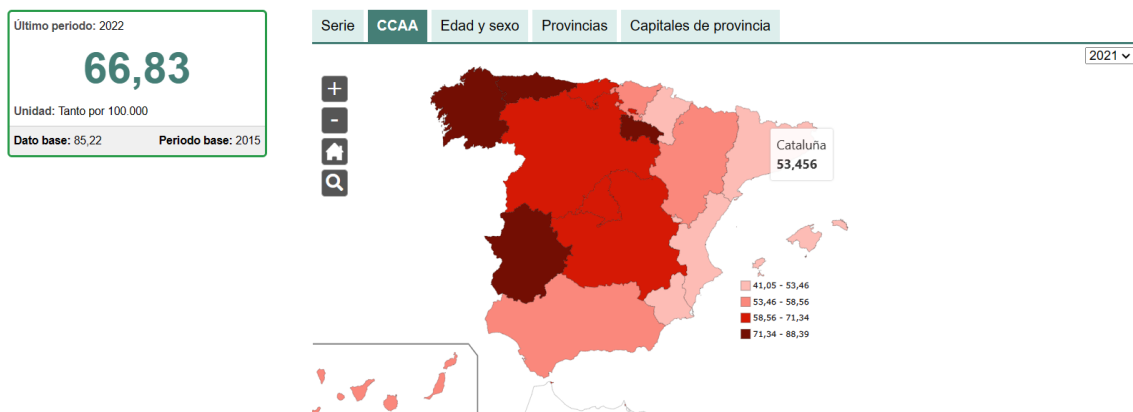 Último periodo: 2022
66,83
Unidad: Tanto por 100.000
Dato base: 85,22 Periodo base: 2015
Serie CCAA Edad y sexo Provincias Capitales de provincia
2021
+
-
Cataluña
53,456
41,05 - 53,46
53,46 - 58,56
58,56 - 71,34
71,34 - 88,39